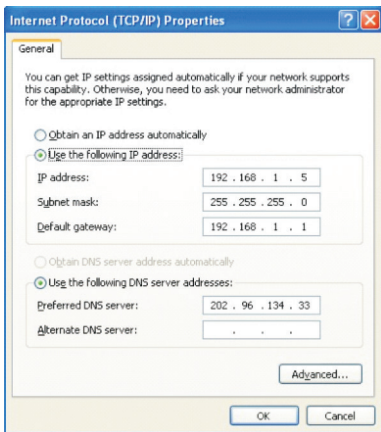 Internet Protocol (TCP/IP) Properties
General
You can get IP settings assigned automatically if your network supports
this capability. Otherwise, you need to ask your network administrator
for the appropriate IP settings.
Obtain an IP address automatically
Use the following IP address:
IP address: 192 . 168 . 1 . 5
Subnet mask: 255 . 255 . 255 . 0
Default gateway: 192 . 168 . 1 . 1
Obtain DNS server address automatically
Use the following DNS server addresses:
Preferred DNS server: 202 . 96 . 134 . 33
Alternate DNS server: . . .
Advanced...
OK Cancel